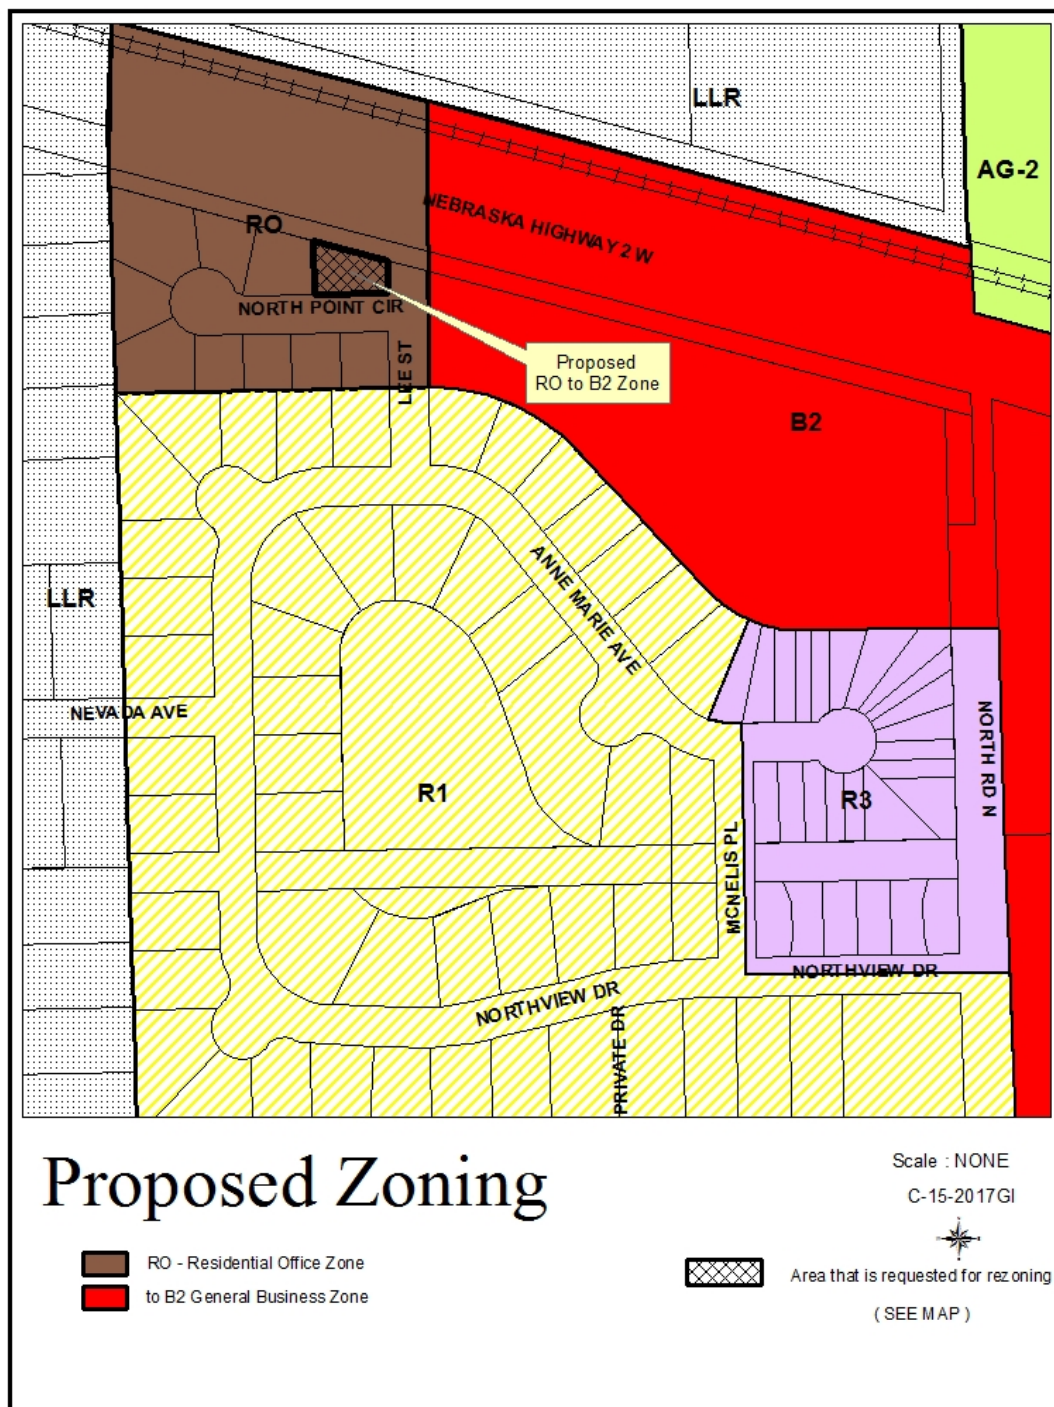 LLR
AG-2
RO
NEBRASKA HIGHWAY 2 W
NORTH POINT CIR
LEE ST
Proposed
RO to B2 Zone
B2
ANNE MARIE AVE
LLR
NEVADA AVE
R1
R3
NORTH RD N
MCNELIS PL
NORTHVIEW DR
NORTHVIEW DR
PRIVATE DR
Proposed Zoning
Scale : NONE
C-15-2017GI
RO - Residential Office Zone
to B2 General Business Zone
Area that is requested for rezoning
( SEE MAP )